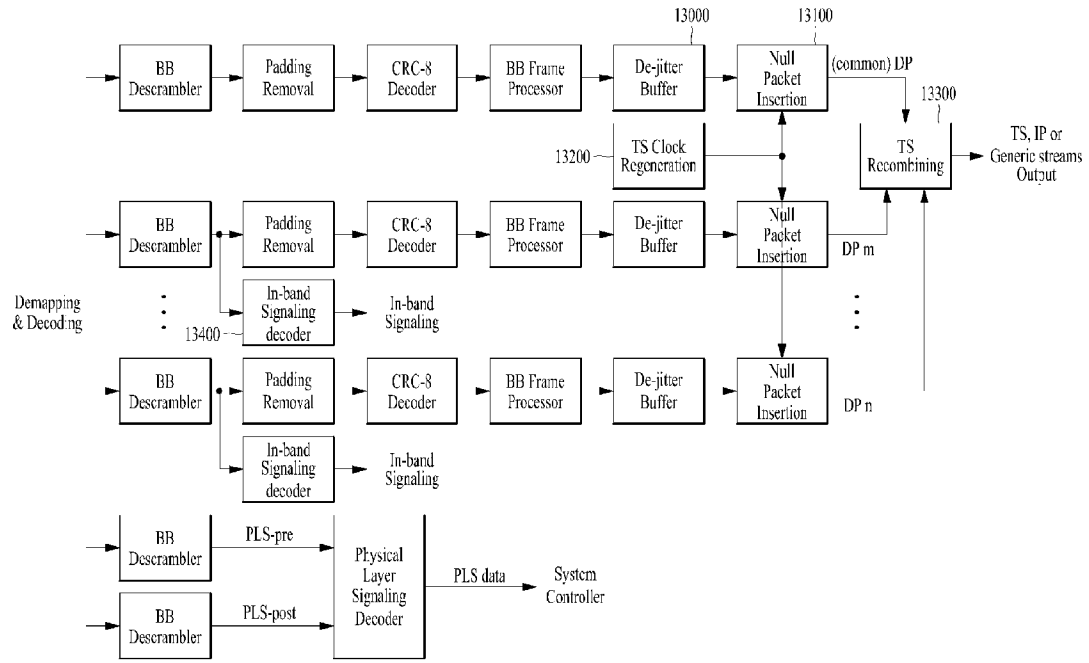 13000
13100
BB
Descrambler
Padding
Removal
CRC-8
Decoder
BB Frame
Processor
De-jitter
Buffer
Null
Packet
Insertion
(common) DP
13300
13200
TS Clock
Regeneration
TS
Recombining
TS, IP or
Generic streams
Output
BB
Descrambler
Padding
Removal
CRC-8
Decoder
BB Frame
Processor
De-jitter
Buffer
Null
Packet
Insertion
DP m
Demapping
& Decoding
13400
In-band
Signaling
decoder
In-band
Signaling
BB
Descrambler
Padding
Removal
CRC-8
Decoder
BB Frame
Processor
De-jitter
Buffer
Null
Packet
Insertion
DP n
In-band
Signaling
decoder
In-band
Signaling
BB
Descrambler
PLS-pre
Physical
Layer
Signaling
Decoder
PLS data
System
Controller
BB
Descrambler
PLS-post